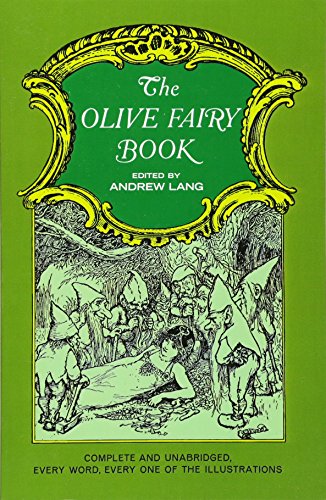 The
OLIVE FAIRY
BOOK
EDITED BY
ANDREW LANG
COMPLETE AND UNABRIDGED,
EVERY WORD, EVERY ONE OF THE ILLUSTRATIONS